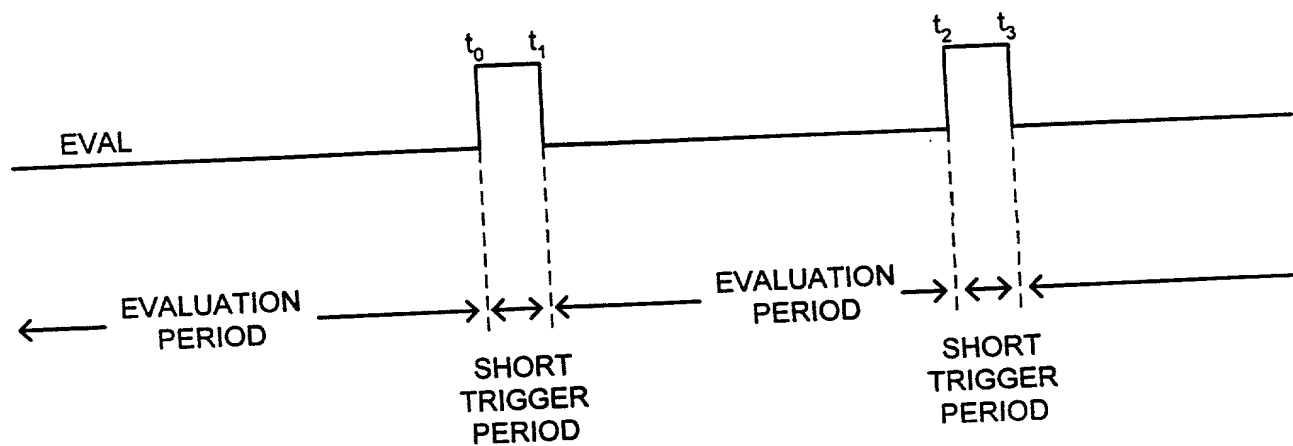 t0 t1 t2 t3
EVAL
EVALUATION
PERIOD
SHORT
TRIGGER
PERIOD
EVALUATION
PERIOD
SHORT
TRIGGER
PERIOD